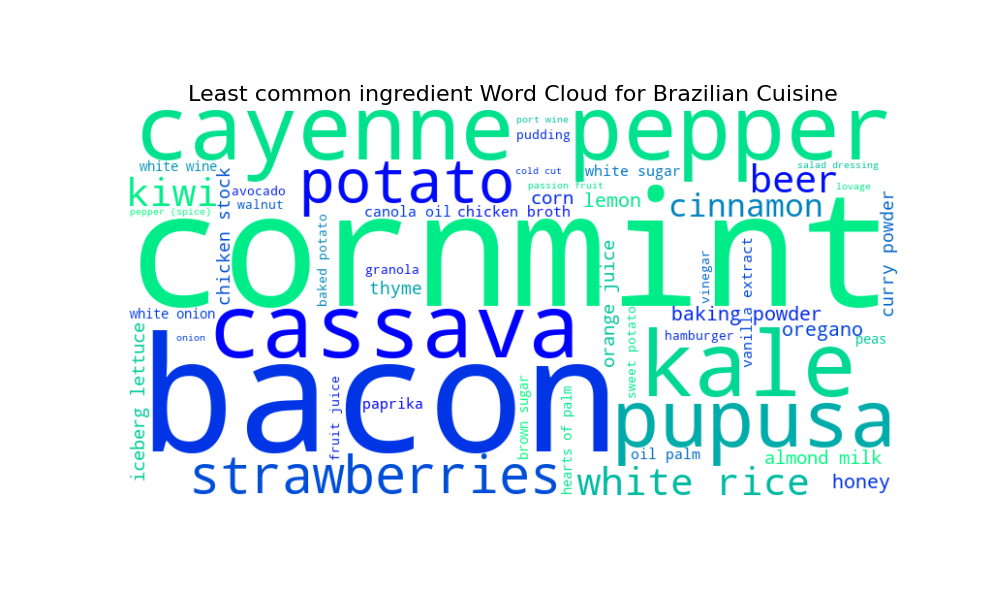 Least common ingredient Word Cloud for Brazilian Cuisine
cayenne pepper
port wine
pudding
white wine
potato
cold cut
white sugar
beer
salad dressing
kiwi
avocado
walnut
passion fruit
corn
lemon
cinnamon
lovage
pepper (spice)
chicken stock
canola oil
chicken broth
curry powder
cornmint
baked potato
granola
thyme
orange juice
vinegar
vanilla extract
white onion
cassava
baking powder
oregano
onion
sweet potato
hamburger
peas
iceberg lettuce
bacon
kale
fruit juice
paprika
brown sugar
hearts of palm
pupusa
oil palm
almond milk
strawberries
white rice
honey